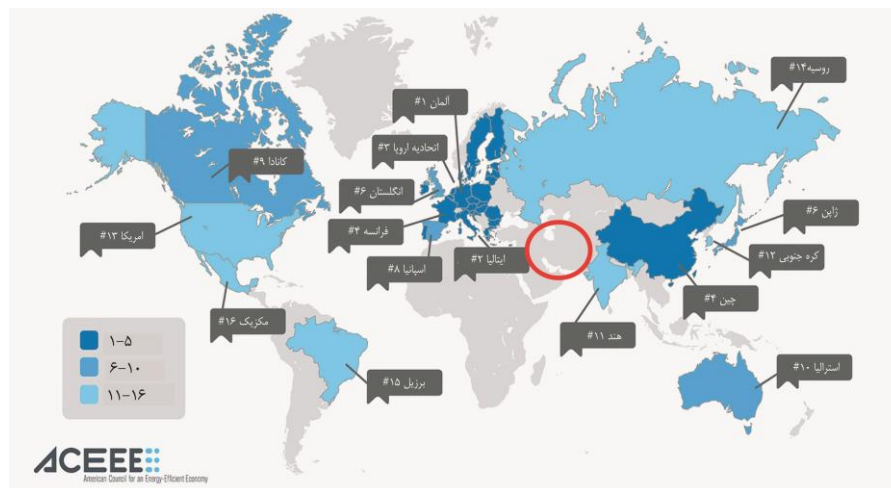 روسیه ۱۴#
آلمان ۱#
اتحادیه اروپا ۳#
کانادا ۹#
انگلستان ۶#
ژاپن ۶#
امریکا ۱۳#
فرانسه ۴#
کره جنوبی ۱۲#
ایتالیا ۲#
اسپانیا ۸#
چین ۴#
مکزیک ۱۶#
هند ۱۱#
۱-۵
۶-۱۰
۱۱-۱۶
برزیل ۱۵#
استرالیا ۱۰#
ACEEE
American Council for an Energy-Efficient Economy